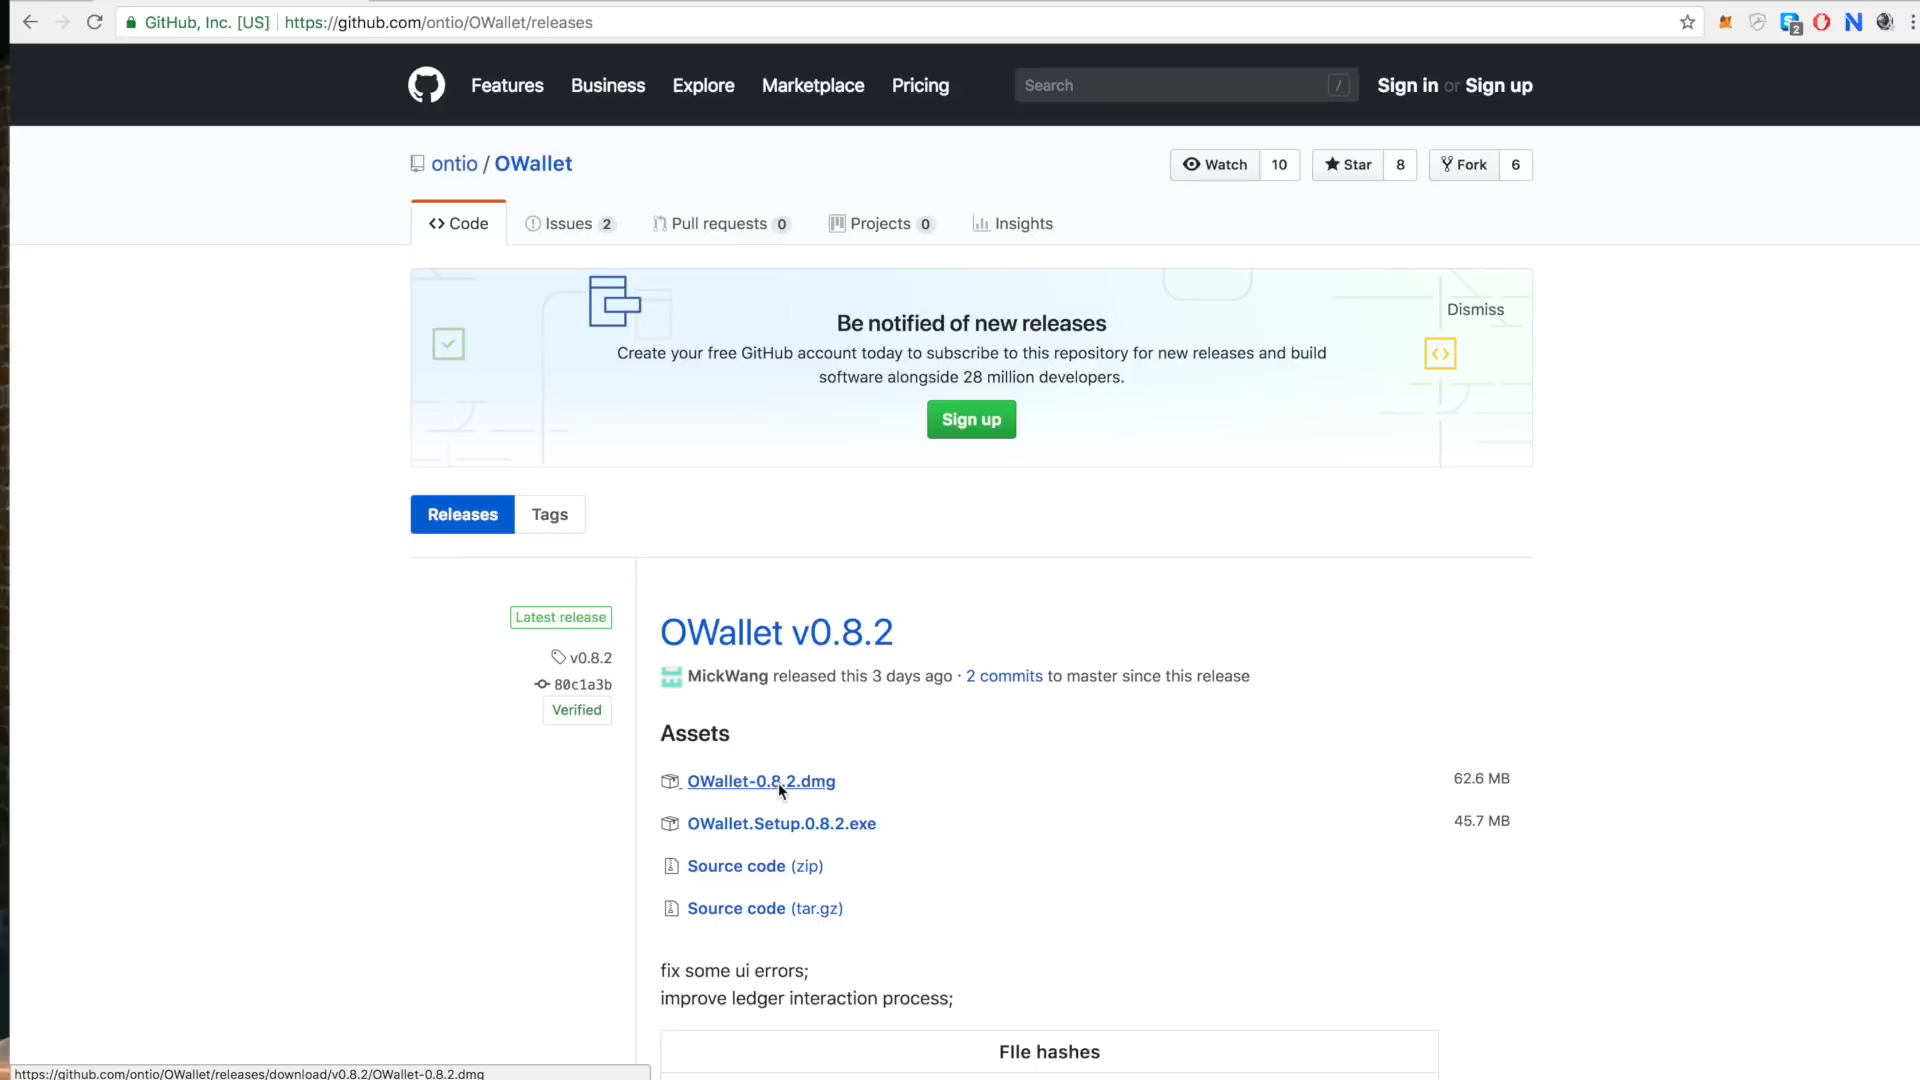 GitHub, Inc. [US] https://github.com/ontio/OWallet/releases
2
Features Business Explore Marketplace Pricing Search / Sign in or Sign up
ontio / OWallet
Watch 10 Star 8 Fork 6
Code Issues 2 Pull requests 0 Projects 0 Insights
Dismiss
Be notified of new releases
Create your free GitHub account today to subscribe to this repository for new releases and build
software alongside 28 million developers.
Sign up
Releases Tags
Latest release
v0.8.2
80c1a3b
Verified
OWallet v0.8.2
MickWang released this 3 days ago · 2 commits to master since this release
Assets
OWallet-0.8.2.dmg 62.6 MB
OWallet.Setup.0.8.2.exe 45.7 MB
Source code (zip)
Source code (tar.gz)
fix some ui errors;
improve ledger interaction process;
FIle hashes
https://github.com/ontio/OWallet/releases/download/v0.8.2/OWallet-0.8.2.dmg